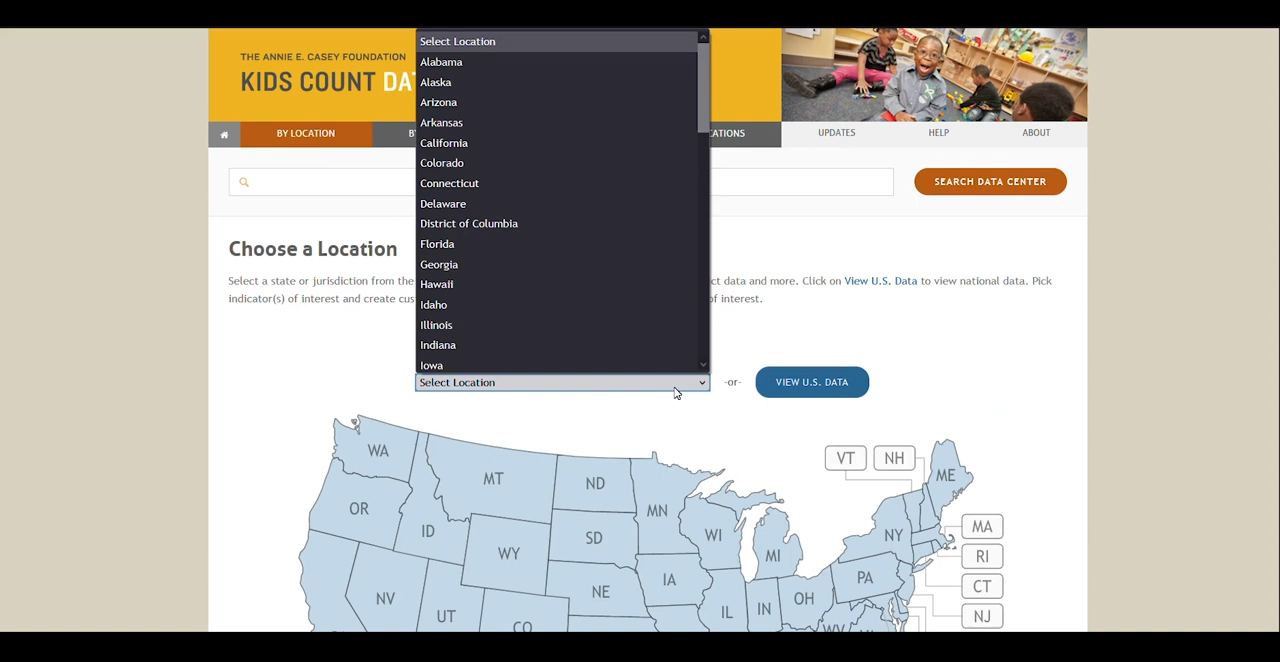 THE ANNIE E. CASEY FOUNDATION
KIDS COUNT DA
BY LOCATION
UPDATES
HELP
ABOUT
SEARCH DATA CENTER
Select Location
Alabama
Alaska
Arizona
Arkansas
California
Colorado
Connecticut
Delaware
District of Columbia
Florida
Georgia
Hawaii
Idaho
Illinois
Indiana
Iowa
Choose a Location
Select a state or jurisdiction from the
ct data and more. Click on View U.S. Data to view national data. Pick
indicator(s) of interest and create cus
of interest.
Select Location
-or-
VIEW U.S. DATA
WA
MT
ND
MN
VT
NH
ME
OR
ID
WY
SD
WI
MI
NY
MA
RI
NV
UT
NE
IA
IL
IN
OH
PA
CT
NJ
CO
WV